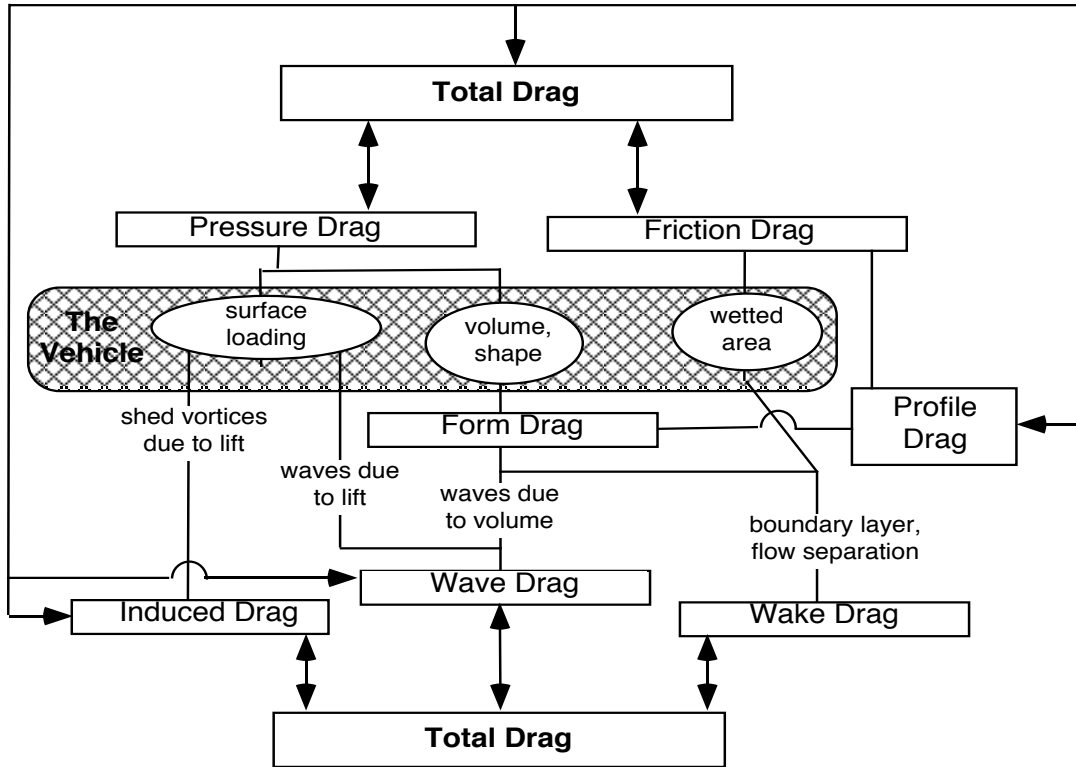 Total Drag
Pressure Drag
Friction Drag
The
Vehicle
surface
loading
volume,
shape
wetted
area
shed vortices
due to lift
Form Drag
Profile
Drag
waves due
to lift
waves due
to volume
boundary layer,
flow separation
Wave Drag
Induced Drag
Wake Drag
Total Drag